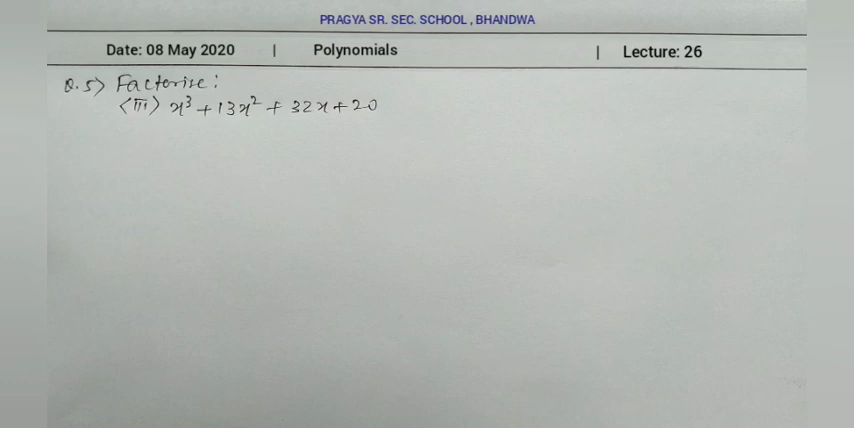 PRAGYA SR. SEC. SCHOOL , BHANDWA
Date: 08 May 2020 | Polynomials | Lecture: 26
Q.5> Factorise:
<iii> x³ + 13x² + 32x + 20